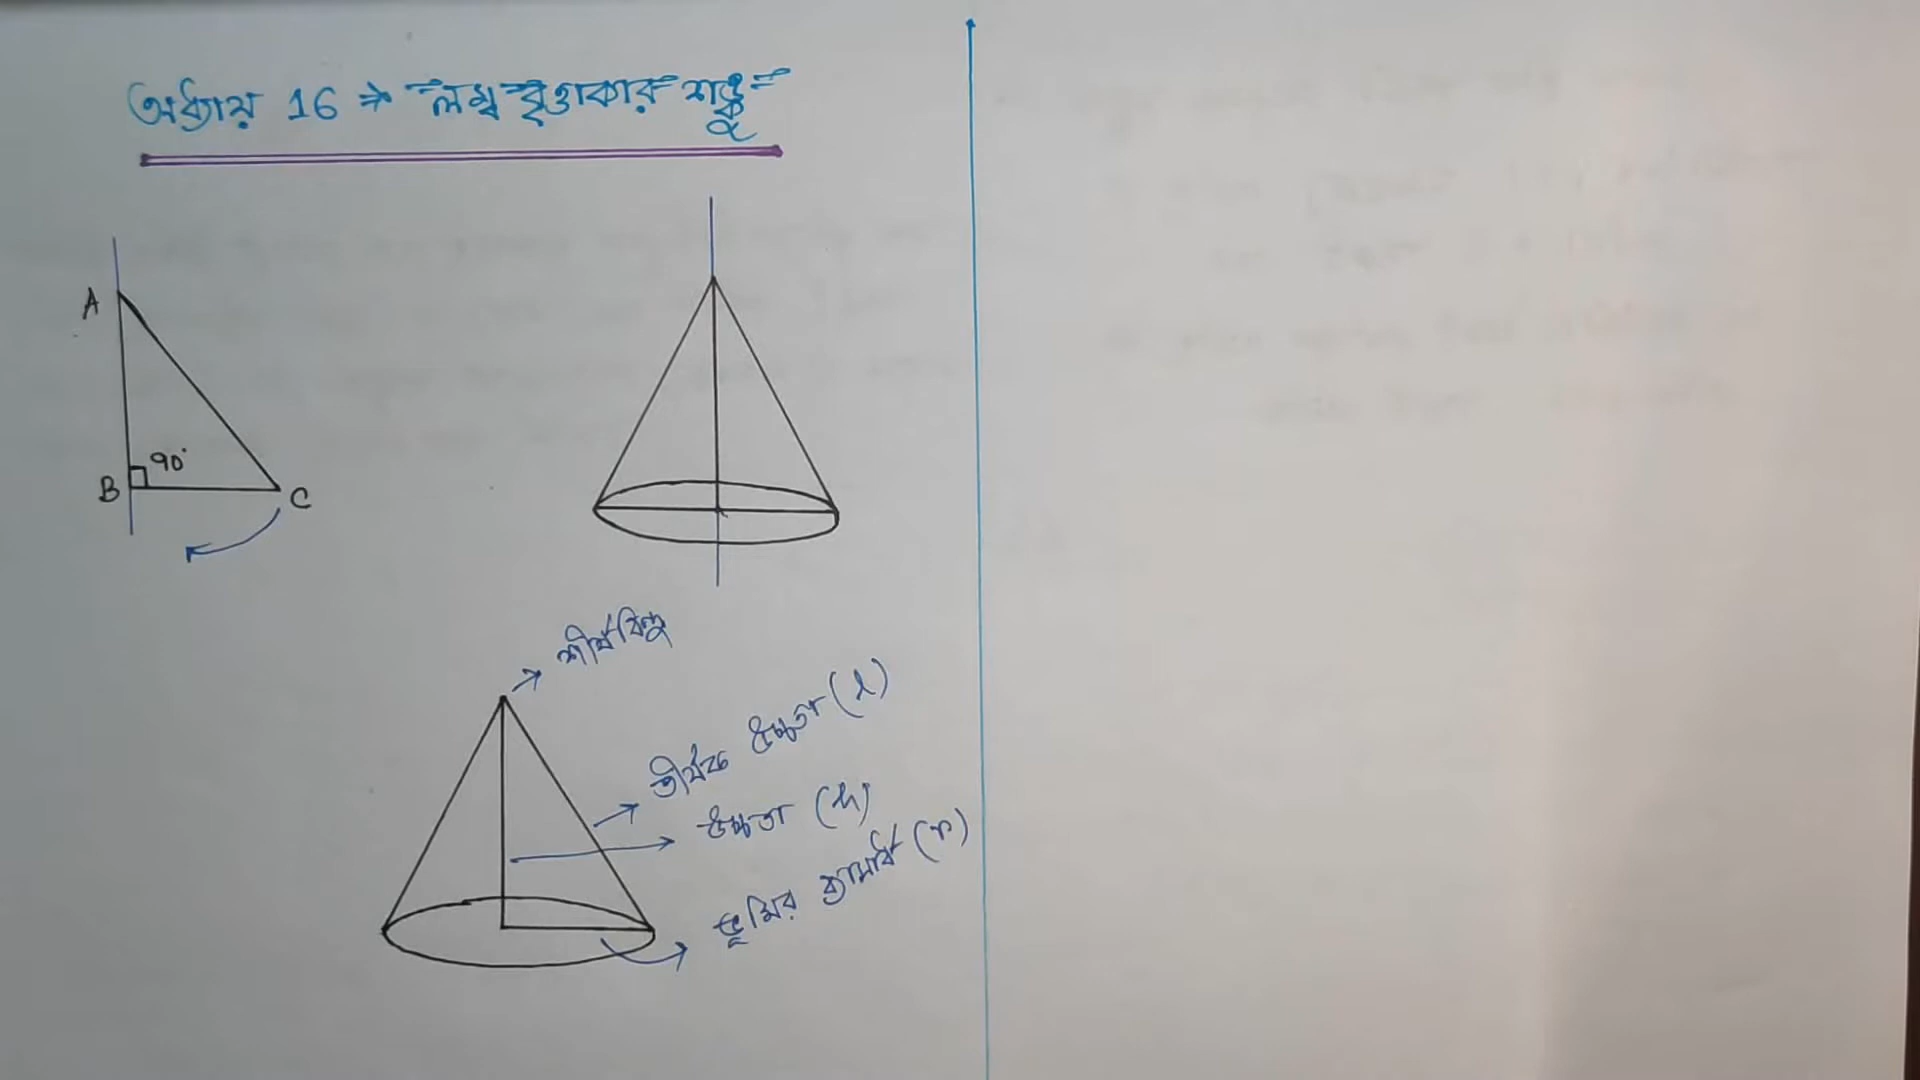 অধ্যায় 16 → লম্ব বৃত্তাকার শঙ্কু
A
90°
B
C
শীর্ষবিন্দু
তীর্যক উচ্চতা (l)
উচ্চতা (h)
ভূমির ব্যাসার্ধ (r)